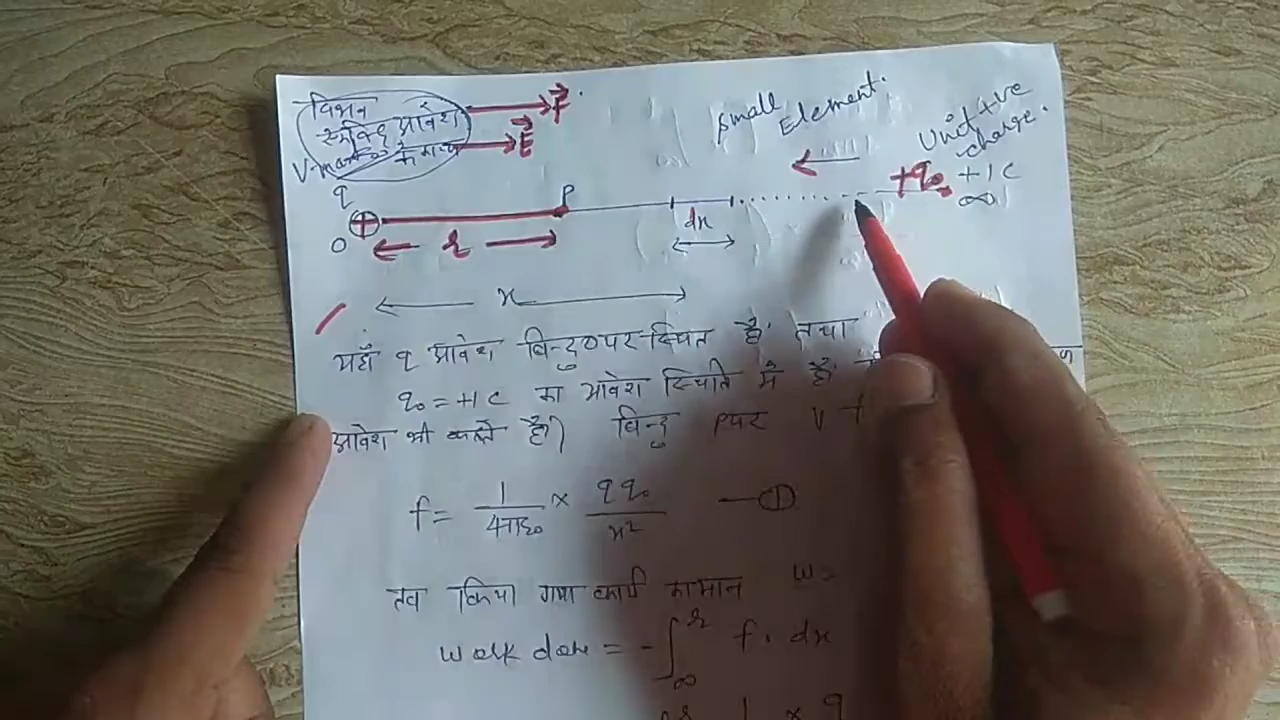 विभव
F
E
small Element.
Unit +ve
charge.
+q₀ +1C
∞
q
P
dx
O
r
x
यहाँ q आवेश बिन्दु O पर स्थित है तथा
q₀ = +1C का आवेश स्थिति में है
आवेश भी कहते है) बिन्दु P पर V
f = 1/4πε₀ × qq₀/x² — ①
तब किया गया कार्य का मान W=
Work done = -∫_∞^r f. dx
1 × q